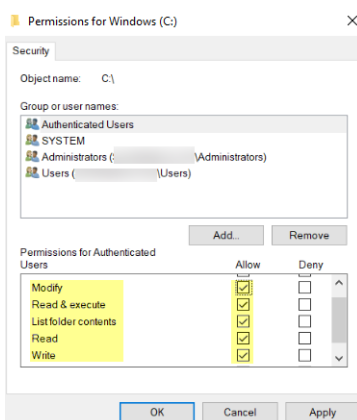 Permissions for Windows (C:)
Security
Object name: C:\
Group or user names:
Authenticated Users
SYSTEM
Administrators ( \Administrators)
Users ( \Users)
Add... Remove
Permissions for Authenticated
Users Allow Deny
Modify
Read & execute
List folder contents
Read
Write
OK Cancel Apply